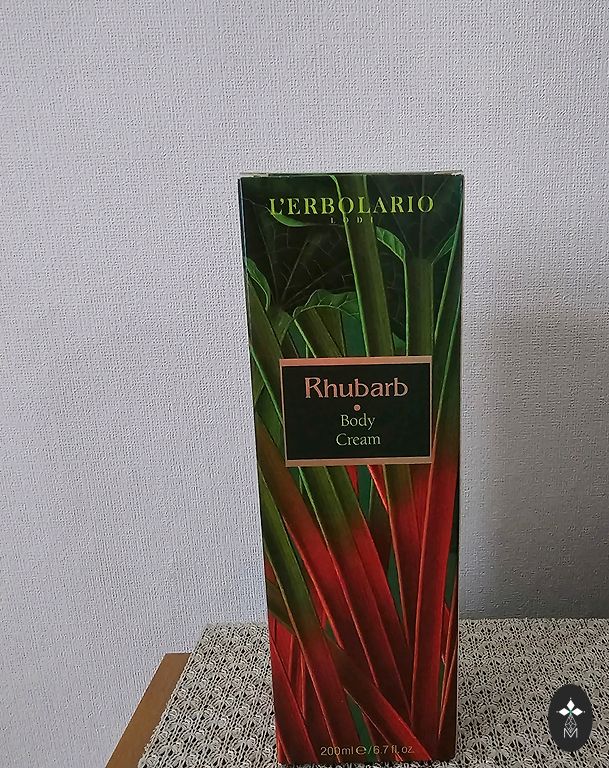 L'ERBOLARIO
LODI
Rhubarb
Body
Cream
200ml ℮/6.7 fl. oz.